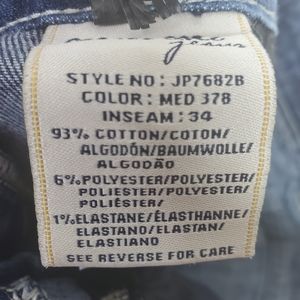 jeans
STYLE NO: JP7682B
COLOR: MED 378
INSEAM: 34
93% COTTON/COTON/
ALGODÓN/BAUMWOLLE/
ALGODÃO
6% POLYESTER/POLYESTER/
POLIESTER/POLYESTER/
POLIÉSTER/
1% ELASTANE/ÉLASTHANNE/
ELASTANO/ELASTAN/
ELASTIANO
SEE REVERSE FOR CARE